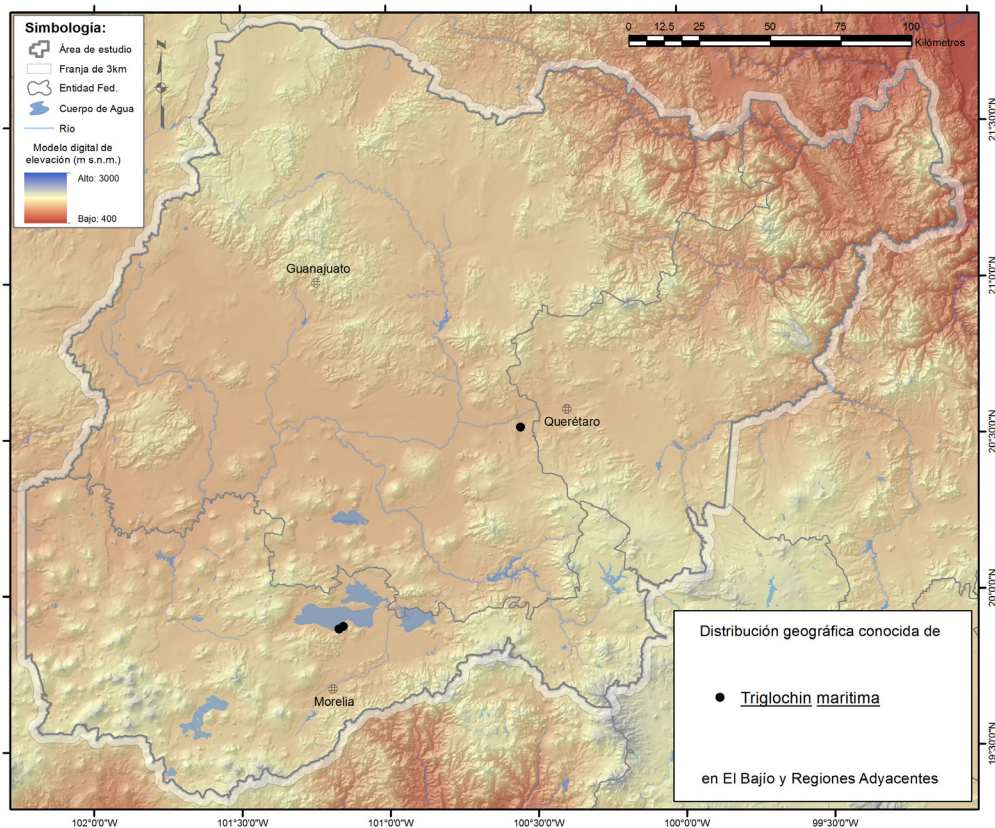 Simbología:
Área de estudio
Franja de 3km
Entidad Fed.
Cuerpo de Agua
Río
Modelo digital de
elevación (m s.n.m.)
Alto: 3000
Bajo: 400
N
0 12.5 25 50 75 100
Kilómetros
21°30'0"N
21°0'0"N
20°30'0"N
20°0'0"N
19°30'0"N
Guanajuato
Querétaro
Morelia
Distribución geográfica conocida de
Triglochin maritima
en El Bajío y Regiones Adyacentes
102°0'0"W 101°30'0"W 101°0'0"W 100°30'0"W 100°0'0"W 99°30'0"W